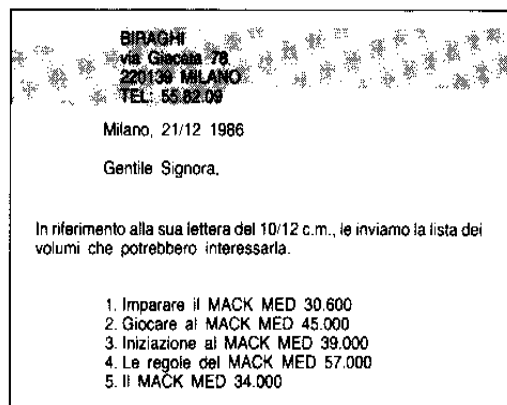 BIRAGHI
via Giacata 78
220139 MILANO
TEL: 55.62.09
Milano, 21/12 1986
Gentile Signora,
In riferimento alla sua lettera del 10/12 c.m., le inviamo la lista dei
volumi che potrebbero interessarla.
1. Imparare il MACK MED 30.600
2. Giocare al MACK MED 45.000
3. Iniziazione al MACK MED 39.000
4. Le regole del MACK MED 57.000
5. Il MACK MED 34.000